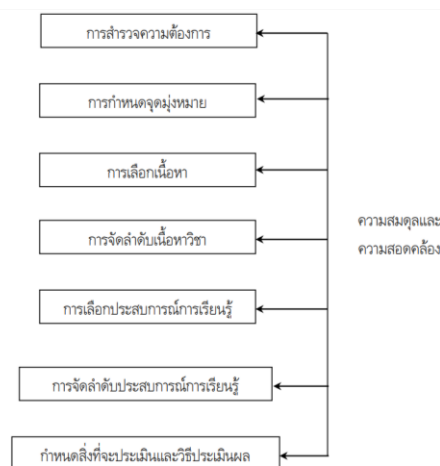 การสำรวจความต้องการ
การกำหนดจุดมุ่งหมาย
การเลือกเนื้อหา
การจัดลำดับเนื้อหาวิชา
การเลือกประสบการณ์การเรียนรู้
การจัดลำดับประสบการณ์การเรียนรู้
กำหนดสิ่งที่จะประเมินและวิธีประเมินผล
ความสมดุลและ
ความสอดคล้อง